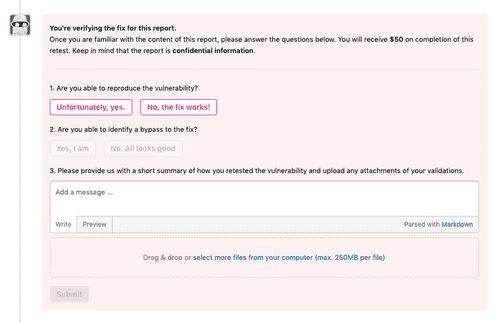 You're verifying the fix for this report.
Once you are familiar with the content of this report, please answer the questions below. You will receive $50 on completion of this
retest. Keep in mind that the report is confidential information.
1. Are you able to reproduce the vulnerability?
Unfortunately, yes. No, the fix works!
2. Are you able to identify a bypass to the fix?
Yes, I am No. All looks good
3. Please provide us with a short summary of how you retested the vulnerability and upload any attachments of your validations.
Add a message ...
Write Preview Parsed with Markdown
Drag & drop or select more files from your computer (max. 250MB per file)
Submit